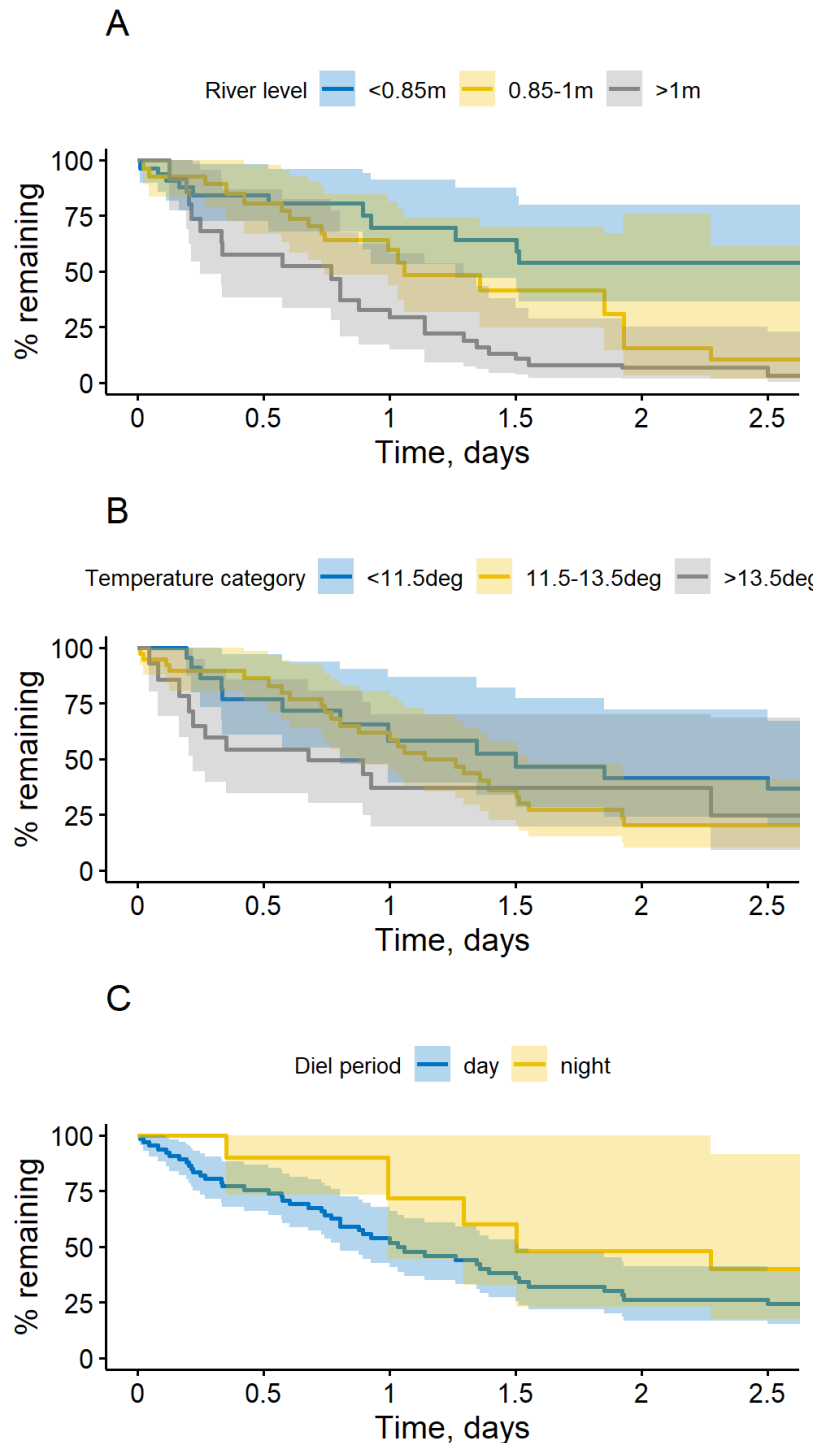 A
River level <0.85m 0.85-1m >1m
100
75
50
25
0
% remaining
0 0.5 1 1.5 2 2.5
Time, days
B
Temperature category <11.5deg 11.5-13.5deg >13.5deg
100
75
50
25
0
% remaining
0 0.5 1 1.5 2 2.5
Time, days
C
Diel period day night
100
75
50
25
0
% remaining
0 0.5 1 1.5 2 2.5
Time, days